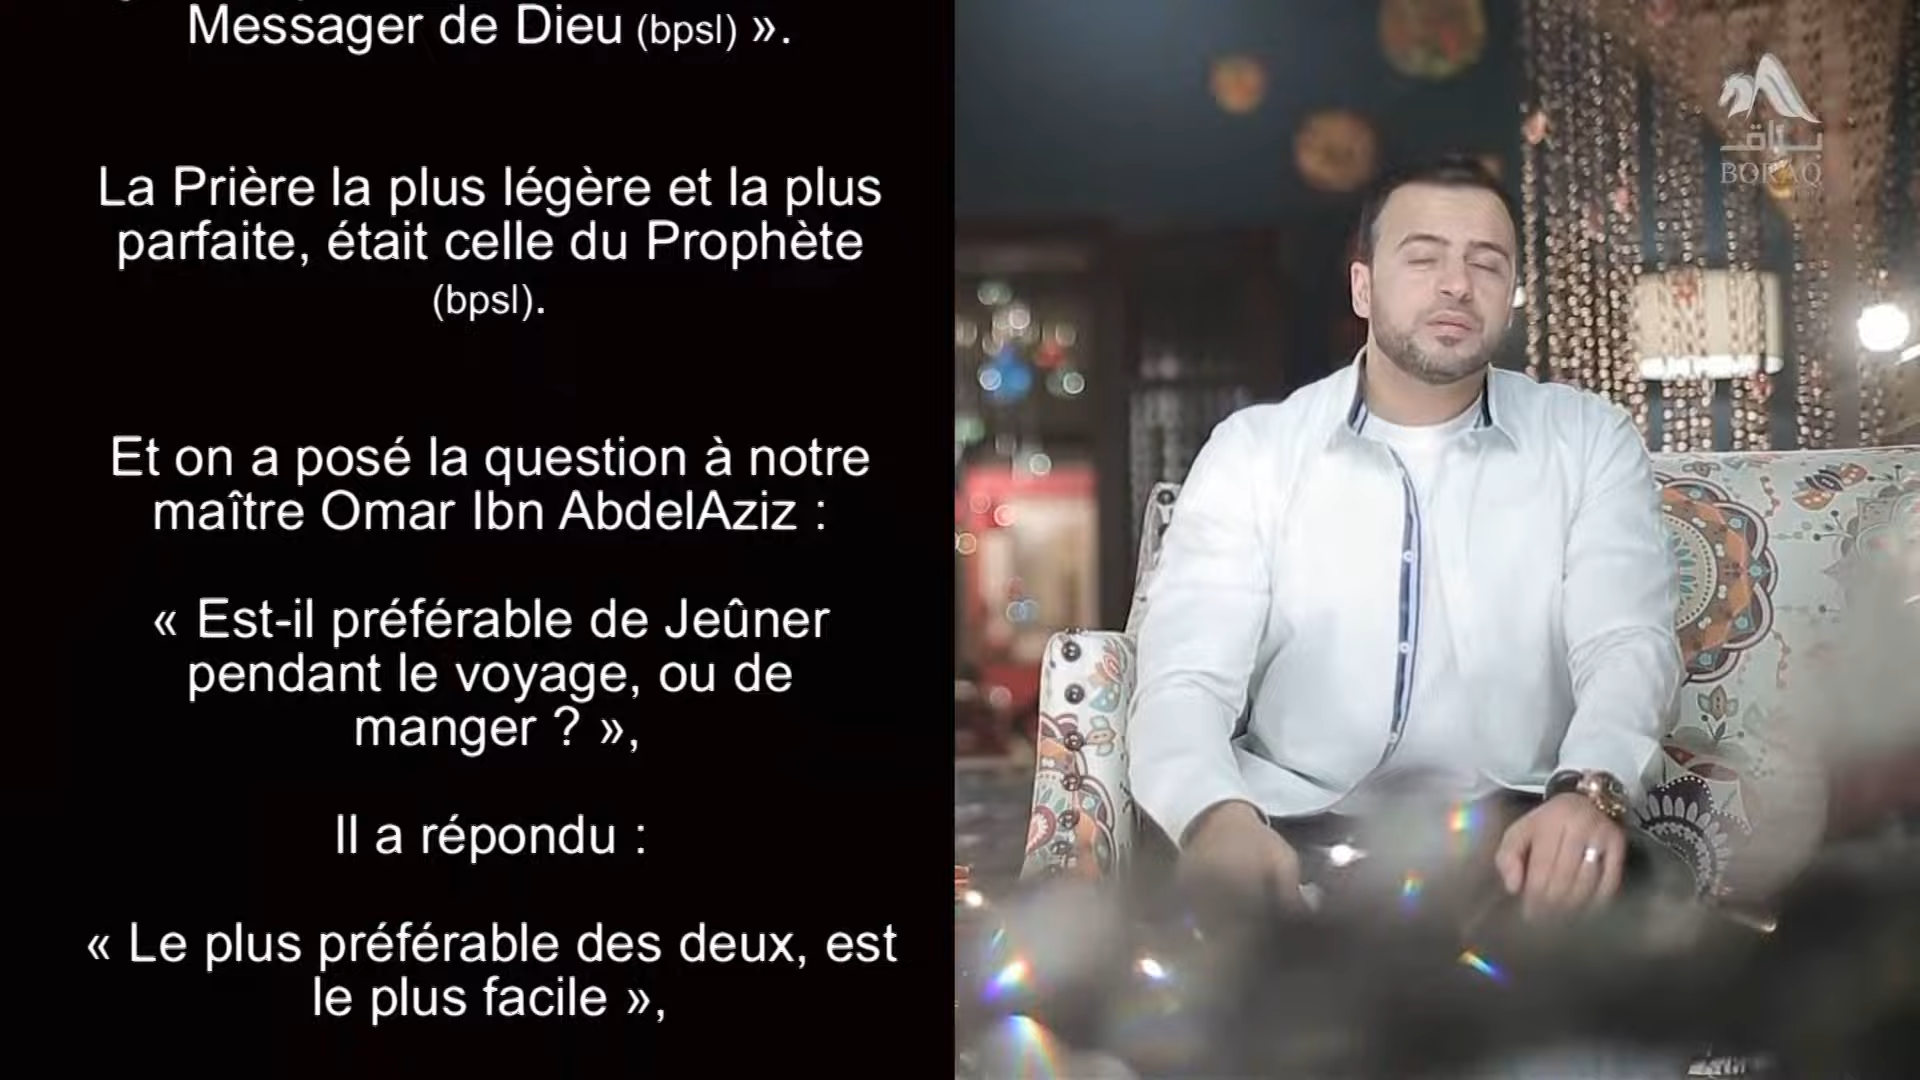 Messager de Dieu (bpsl) ».
La Prière la plus légère et la plus
parfaite, était celle du Prophète
(bpsl).
Et on a posé la question à notre
maître Omar Ibn AbdelAziz :
« Est-il préférable de Jeûner
pendant le voyage, ou de
manger ? »,
Il a répondu :
« Le plus préférable des deux, est
le plus facile »,
براق
BORAQ